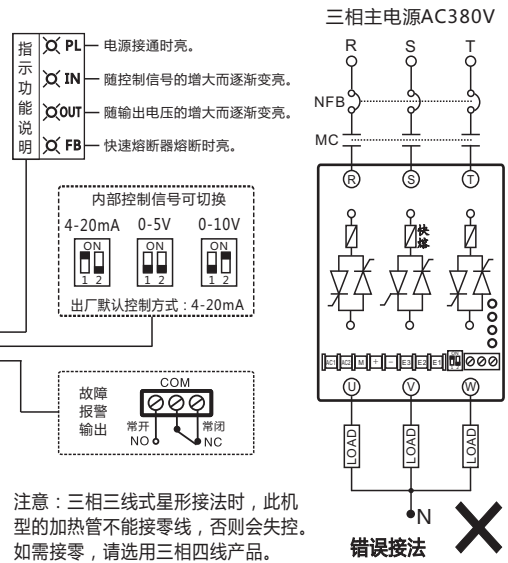 三相主电源AC380V
R S T
NFB
MC
R S T
快熔
AC1 AC2 M + - E3 E2 E1
U V W
LOAD LOAD LOAD
N
错误接法
指示功能说明
PL 电源接通时亮。
IN 随控制信号的增大而逐渐变亮。
OUT 随输出电压的增大而逐渐变亮。
FB 快速熔断器熔断时亮。
内部控制信号可切换
4-20mA 0-5V 0-10V
ON ON ON
1 2 1 2 1 2
出厂默认控制方式：4-20mA
故障
报警
输出
COM
常开 常闭
NO NC
注意：三相三线式星形接法时，此机
型的加热管不能接零线，否则会失控。
如需接零，请选用三相四线产品。